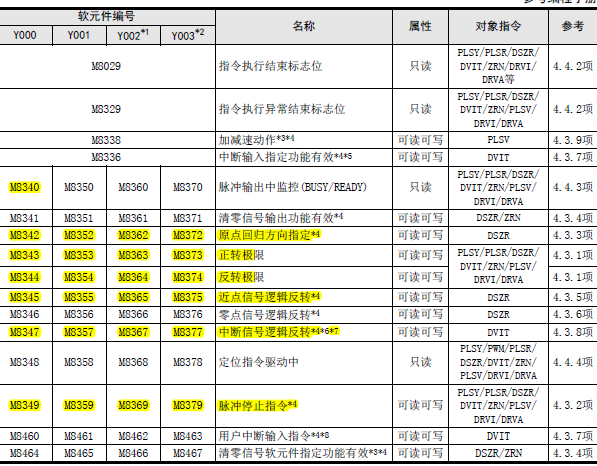 软元件编号 名称 属性 对象指令 参考
Y000 Y001 Y002*1 Y003*2
M8029 指令执行结束标志位 只读 PLSY/PLSR/DSZR/
DVIT/ZRN/DRVI/
DRVA等 4.4.2项
M8329 指令执行异常结束标志位 只读 PLSY/PLSR/DSZR/
DVIT/ZRN/PLSV/
DRVI/DRVA 4.4.2项
M8338 加减速动作*3*4 可读可写 PLSV 4.3.9项
M8336 中断输入指定功能有效*4*5 可读可写 DVIT 4.3.7项
M8340 M8350 M8360 M8370 脉冲输出中监控(BUSY/READY) 只读 PLSY/PLSR/DSZR/
DVIT/ZRN/PLSV/
DRVI/DRVA 4.4.3项
M8341 M8351 M8361 M8371 清零信号输出功能有效*4 可读可写 DSZR/ZRN 4.3.4项
M8342 M8352 M8362 M8372 原点回归方向指定*4 可读可写 DSZR 4.3.3项
M8343 M8353 M8363 M8373 正转极限 可读可写 PLSY/PLSR/DSZR/
DVIT/ZRN/PLSV/
DRVI/DRVA 4.3.1项
M8344 M8354 M8364 M8374 反转极限 可读可写 4.3.1项
M8345 M8355 M8365 M8375 近点信号逻辑反转*4 可读可写 DSZR 4.3.5项
M8346 M8356 M8366 M8376 零点信号逻辑反转*4 可读可写 DSZR 4.3.6项
M8347 M8357 M8367 M8377 中断信号逻辑反转*4*6*7 可读可写 DVIT 4.3.8项
M8348 M8358 M8368 M8378 定位指令驱动中 只读 PLSY/PWM/PLSR/
DSZR/DVIT/ZRN/
PLSV/DRVI/DRVA 4.4.4项
M8349 M8359 M8369 M8379 脉冲停止指令*4 可读可写 PLSY/PLSR/DSZR/
DVIT/ZRN/PLSV/
DRVI/DRVA 4.3.2项
M8460 M8461 M8462 M8463 用户中断输入指令*4*8 可读可写 DVIT 4.3.7项
M8464 M8465 M8466 M8467 清零信号软元件指定功能有效*3*4 可读可写 DSZR/ZRN 4.3.4项